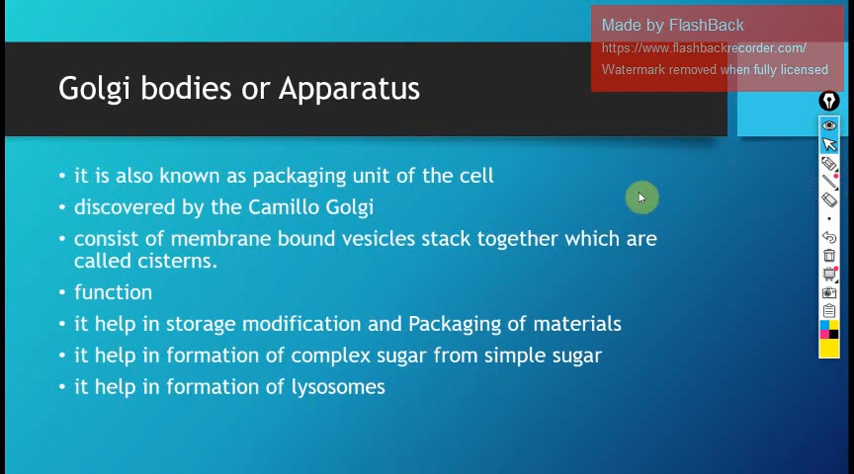 Made by FlashBack
https://www.flashbackrecorder.com/
Watermark removed when fully licensed
Golgi bodies or Apparatus
• it is also known as packaging unit of the cell
• discovered by the Camillo Golgi
• consist of membrane bound vesicles stack together which are
called cisterns.
• function
• it help in storage modification and Packaging of materials
• it help in formation of complex sugar from simple sugar
• it help in formation of lysosomes